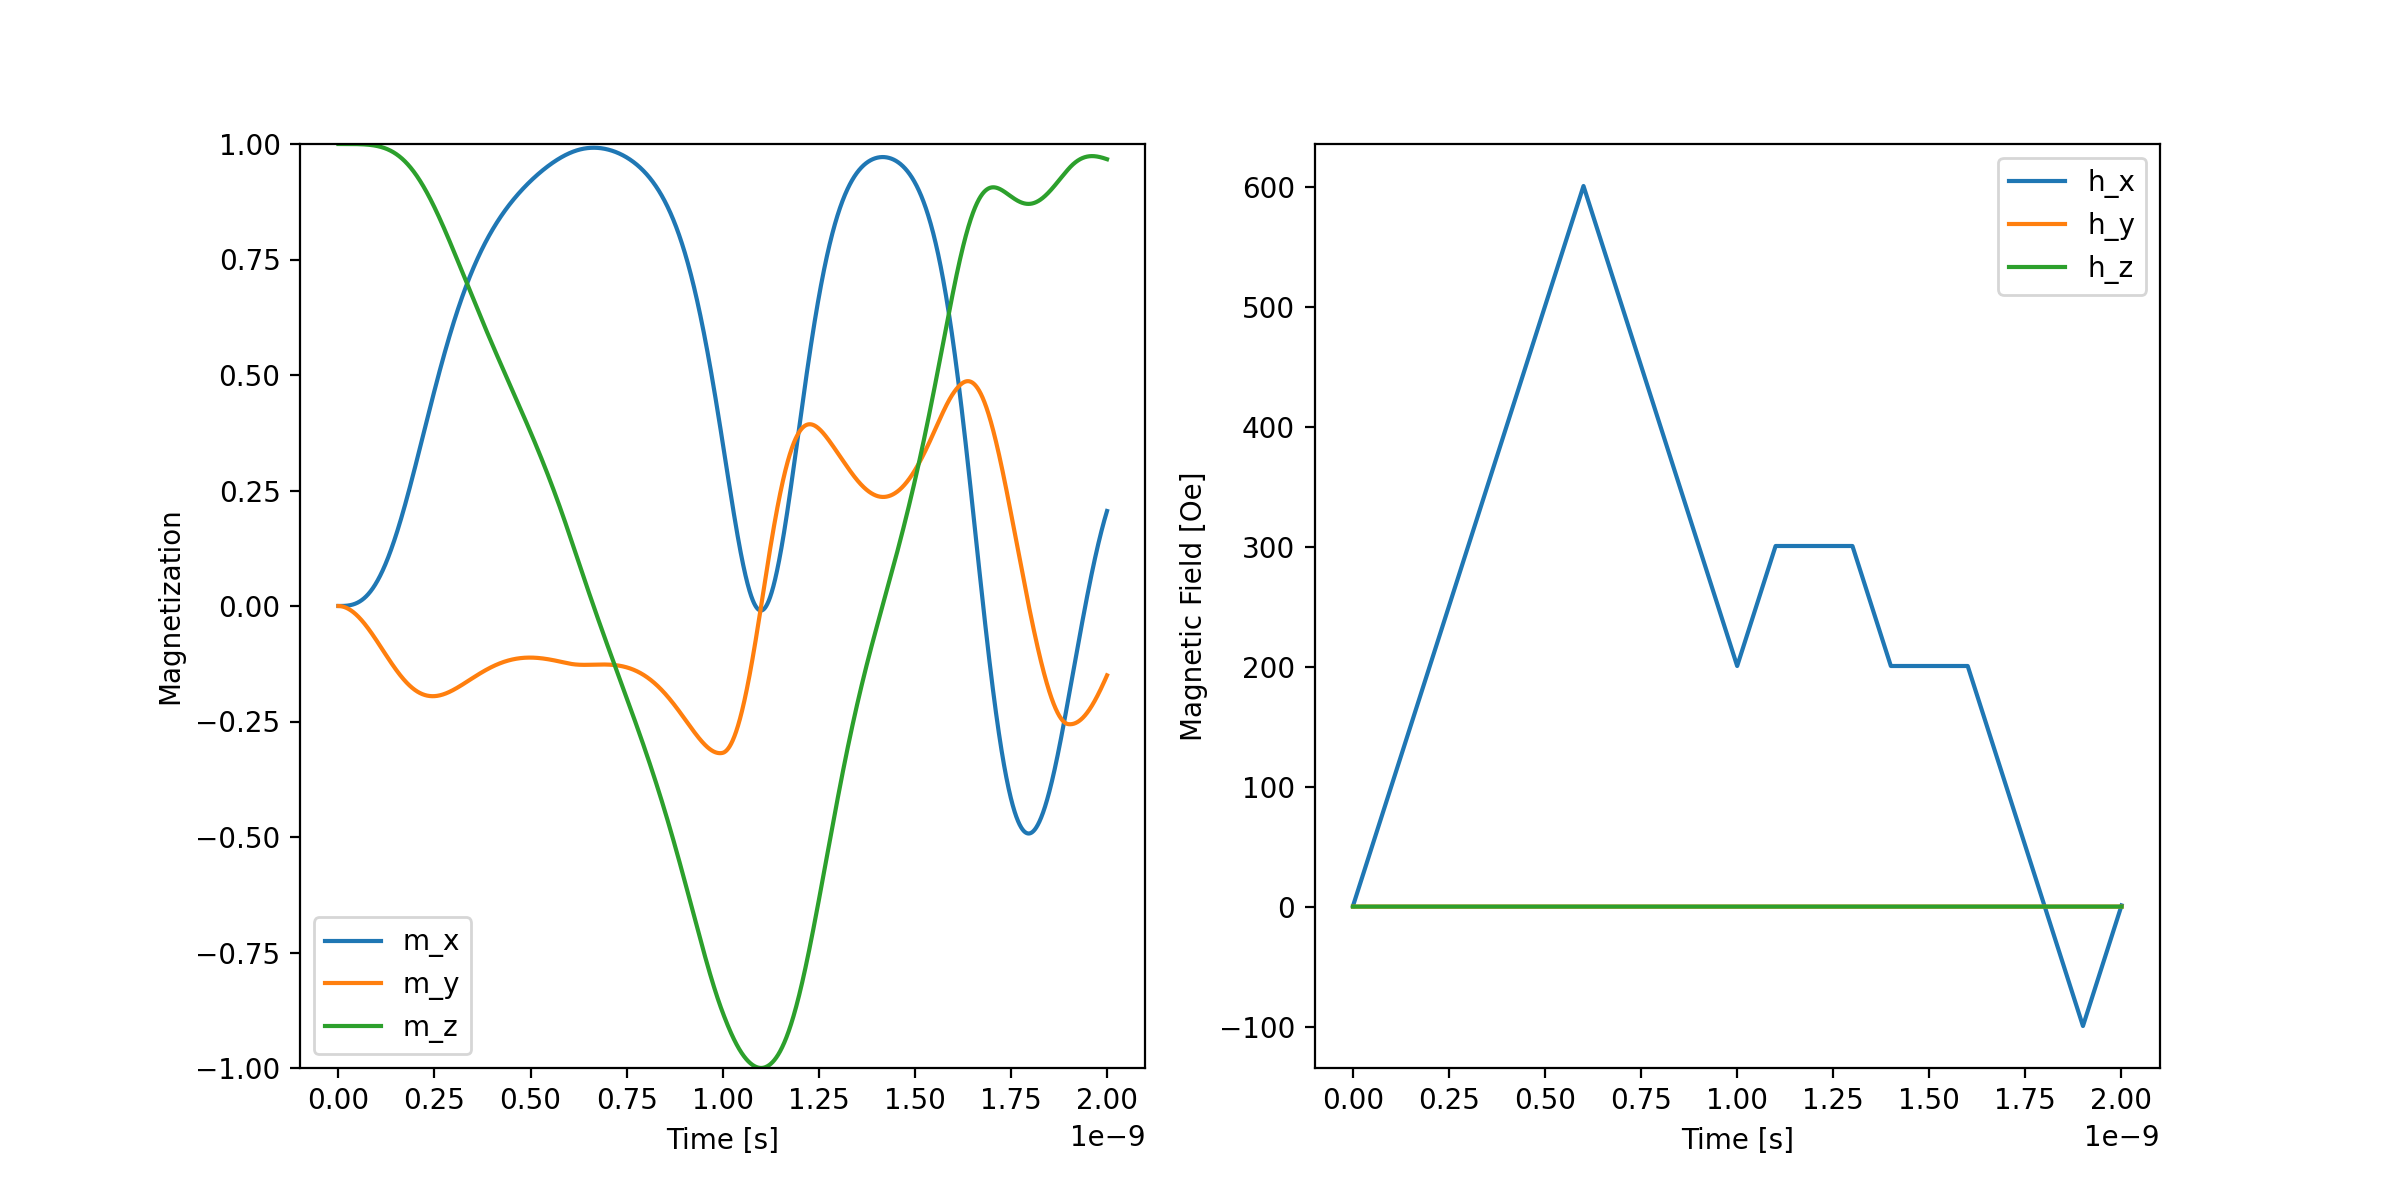 1.00
0.75
0.50
0.25
0.00
−0.25
−0.50
−0.75
−1.00
Magnetization
m_x
m_y
m_z
0.00 0.25 0.50 0.75 1.00 1.25 1.50 1.75 2.00
Time [s]
1e−9
600
500
400
300
200
100
0
−100
Magnetic Field [Oe]
h_x
h_y
h_z
0.00 0.25 0.50 0.75 1.00 1.25 1.50 1.75 2.00
Time [s]
1e−9